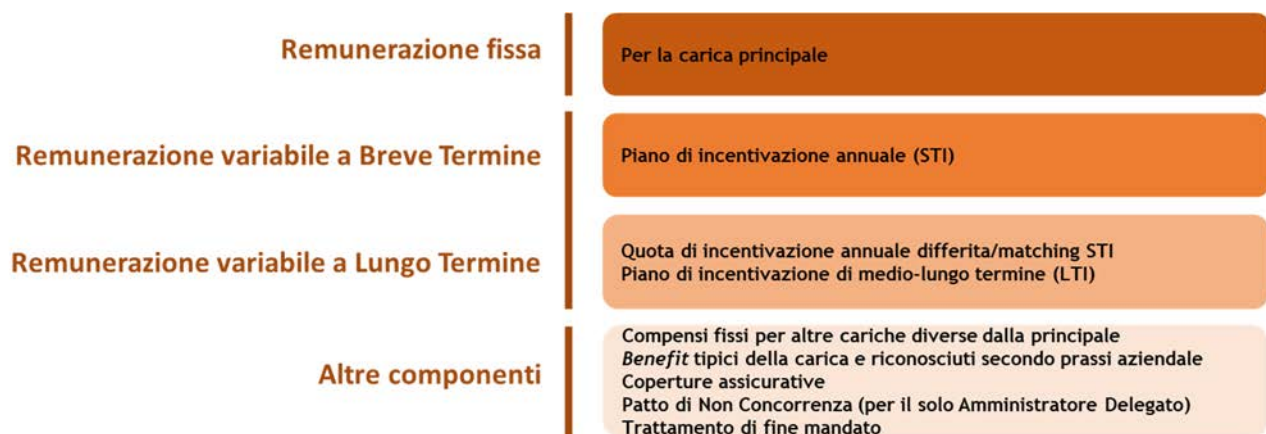 Remunerazione fissa
Per la carica principale
Remunerazione variabile a Breve Termine
Piano di incentivazione annuale (STI)
Remunerazione variabile a Lungo Termine
Quota di incentivazione annuale differita/matching STI
Piano di incentivazione di medio-lungo termine (LTI)
Altre componenti
Compensi fissi per altre cariche diverse dalla principale
Benefit tipici della carica e riconosciuti secondo prassi aziendale
Coperture assicurative
Patto di Non Concorrenza (per il solo Amministratore Delegato)
Trattamento di fine mandato